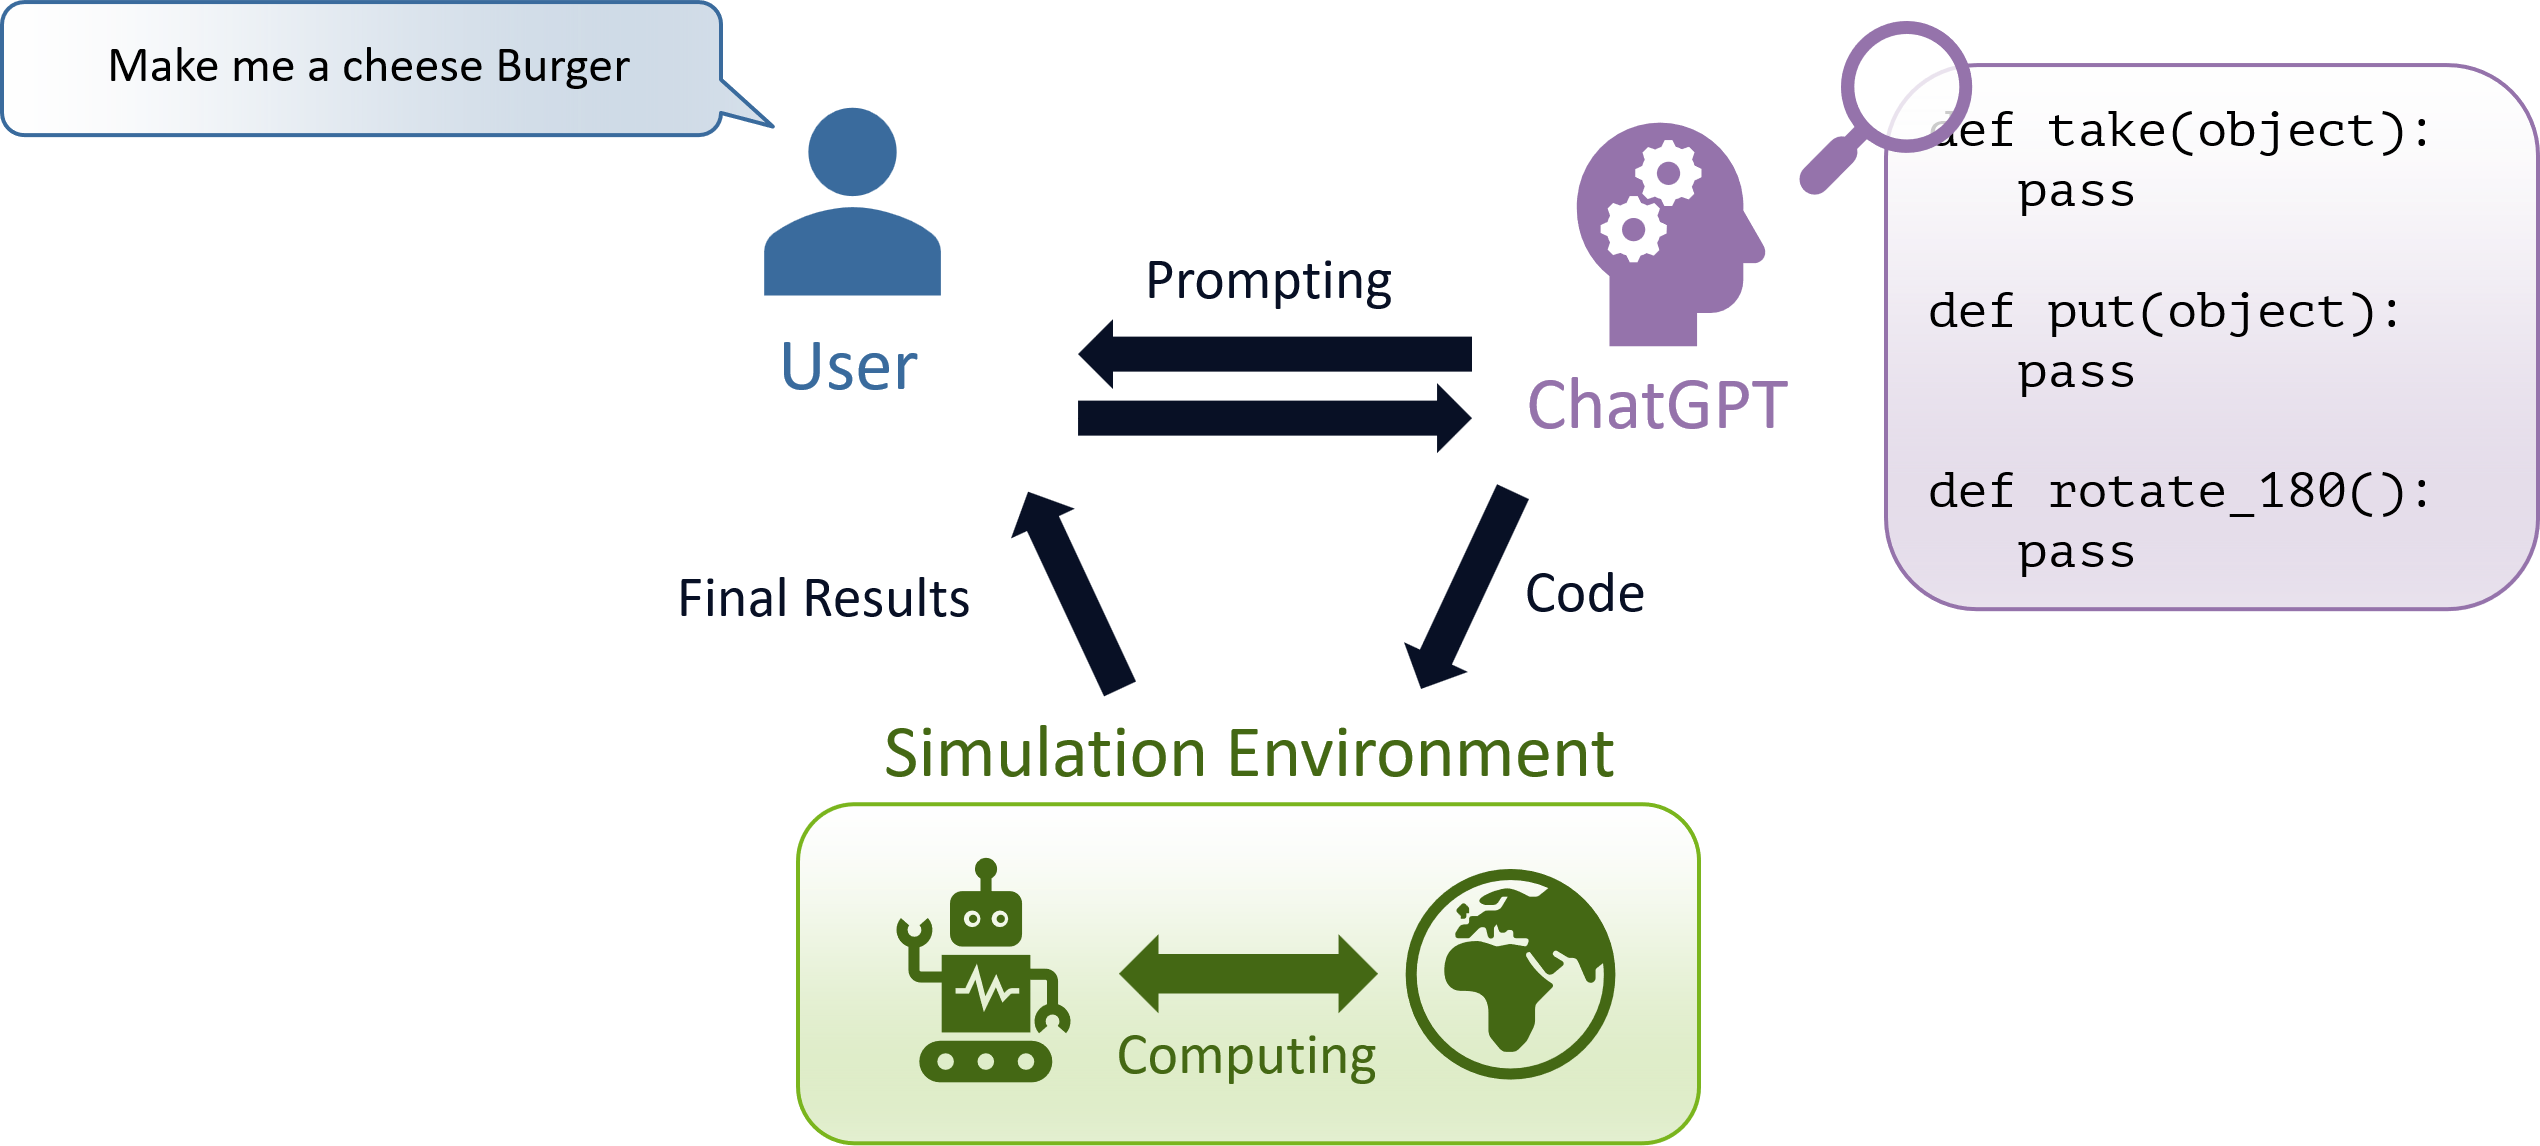 Make me a cheese Burger
User
Prompting
ChatGPT
def take(object):
pass
def put(object):
pass
def rotate_180():
pass
Final Results
Code
Simulation Environment
Computing